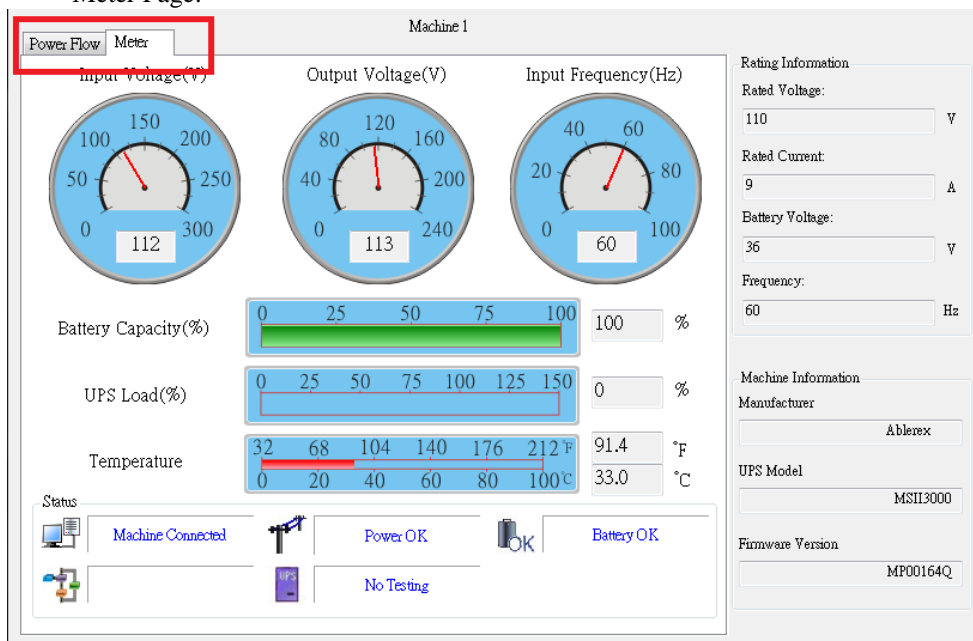 Meter Page.
Machine 1
Power Flow Meter
Input Voltage(V) Output Voltage(V) Input Frequency(Hz)
0 50 100 150 200 250 300
112
0 40 80 120 160 200 240
113
0 20 40 60 80 100
60
Battery Capacity(%) 0 25 50 75 100 100 %
UPS Load(%) 0 25 50 75 100 125 150 0 %
Temperature
32 68 104 140 176 212°F 91.4 °F
0 20 40 60 80 100°C 33.0 °C
Status
Machine Connected Power OK OK Battery OK
UPS No Testing
Rating Information
Rated Voltage:
110 V
Rated Current:
9 A
Battery Voltage:
36 V
Frequency:
60 Hz
Machine Information
Manufacturer
Ablerex
UPS Model
MSII3000
Firmware Version
MP00164Q